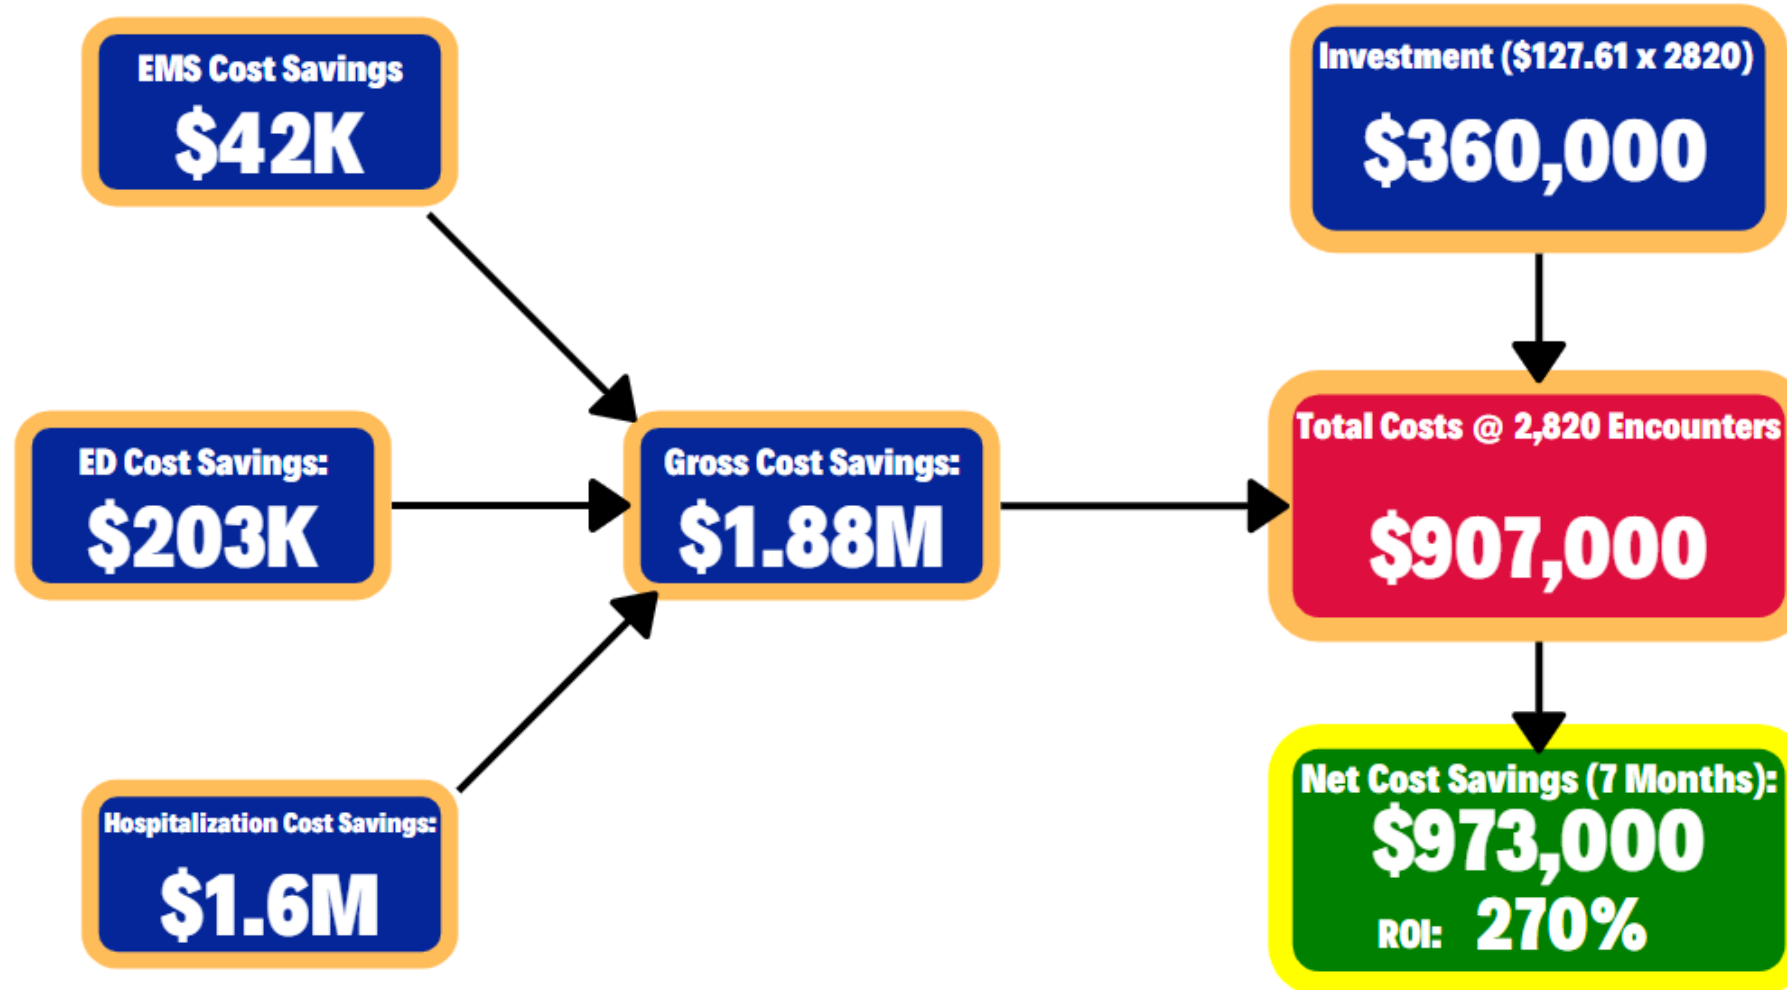 EMS Cost Savings
$42K
ED Cost Savings:
$203K
Hospitalization Cost Savings:
$1.6M
Gross Cost Savings:
$1.88M
Investment ($127.61 x 2820)
$360,000
Total Costs @ 2,820 Encounters
$907,000
Net Cost Savings (7 Months):
$973,000
ROI: 270%